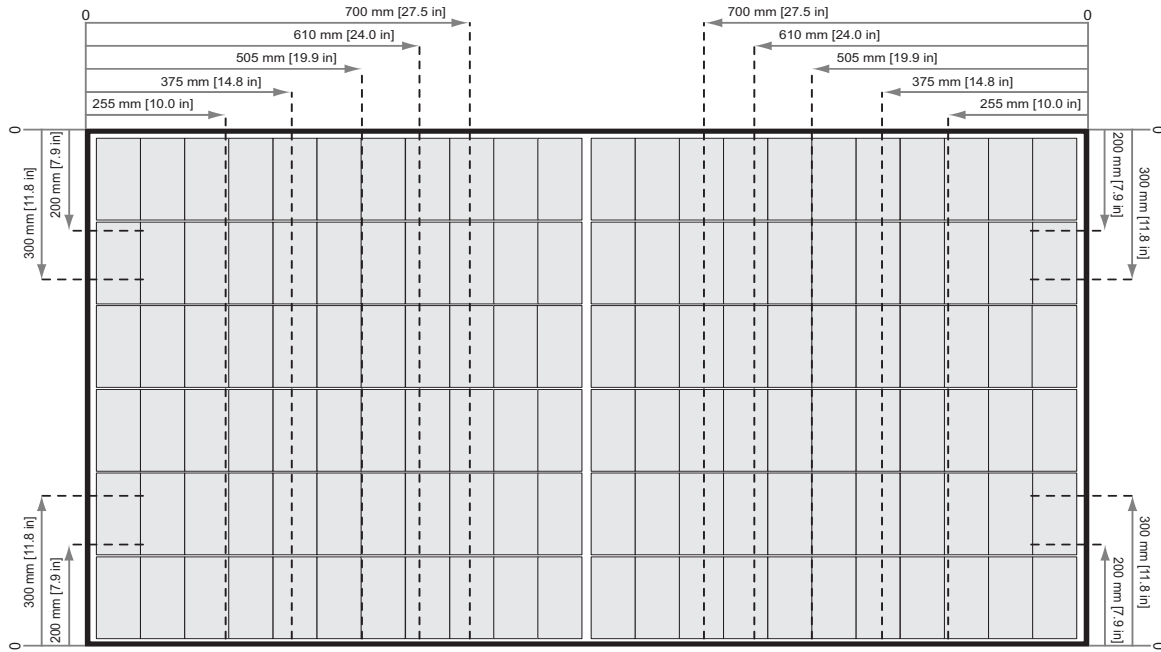 0
700 mm [27.5 in]
700 mm [27.5 in]
0
610 mm [24.0 in]
610 mm [24.0 in]
505 mm [19.9 in]
505 mm [19.9 in]
375 mm [14.8 in]
375 mm [14.8 in]
255 mm [10.0 in]
255 mm [10.0 in]
0
0
300 mm [11.8 in]
200 mm [7.9 in]
200 mm [7.9 in]
300 mm [11.8 in]
300 mm [11.8 in]
200 mm [7.9 in]
200 mm [7.9 in]
300 mm [11.8 in]
0
0